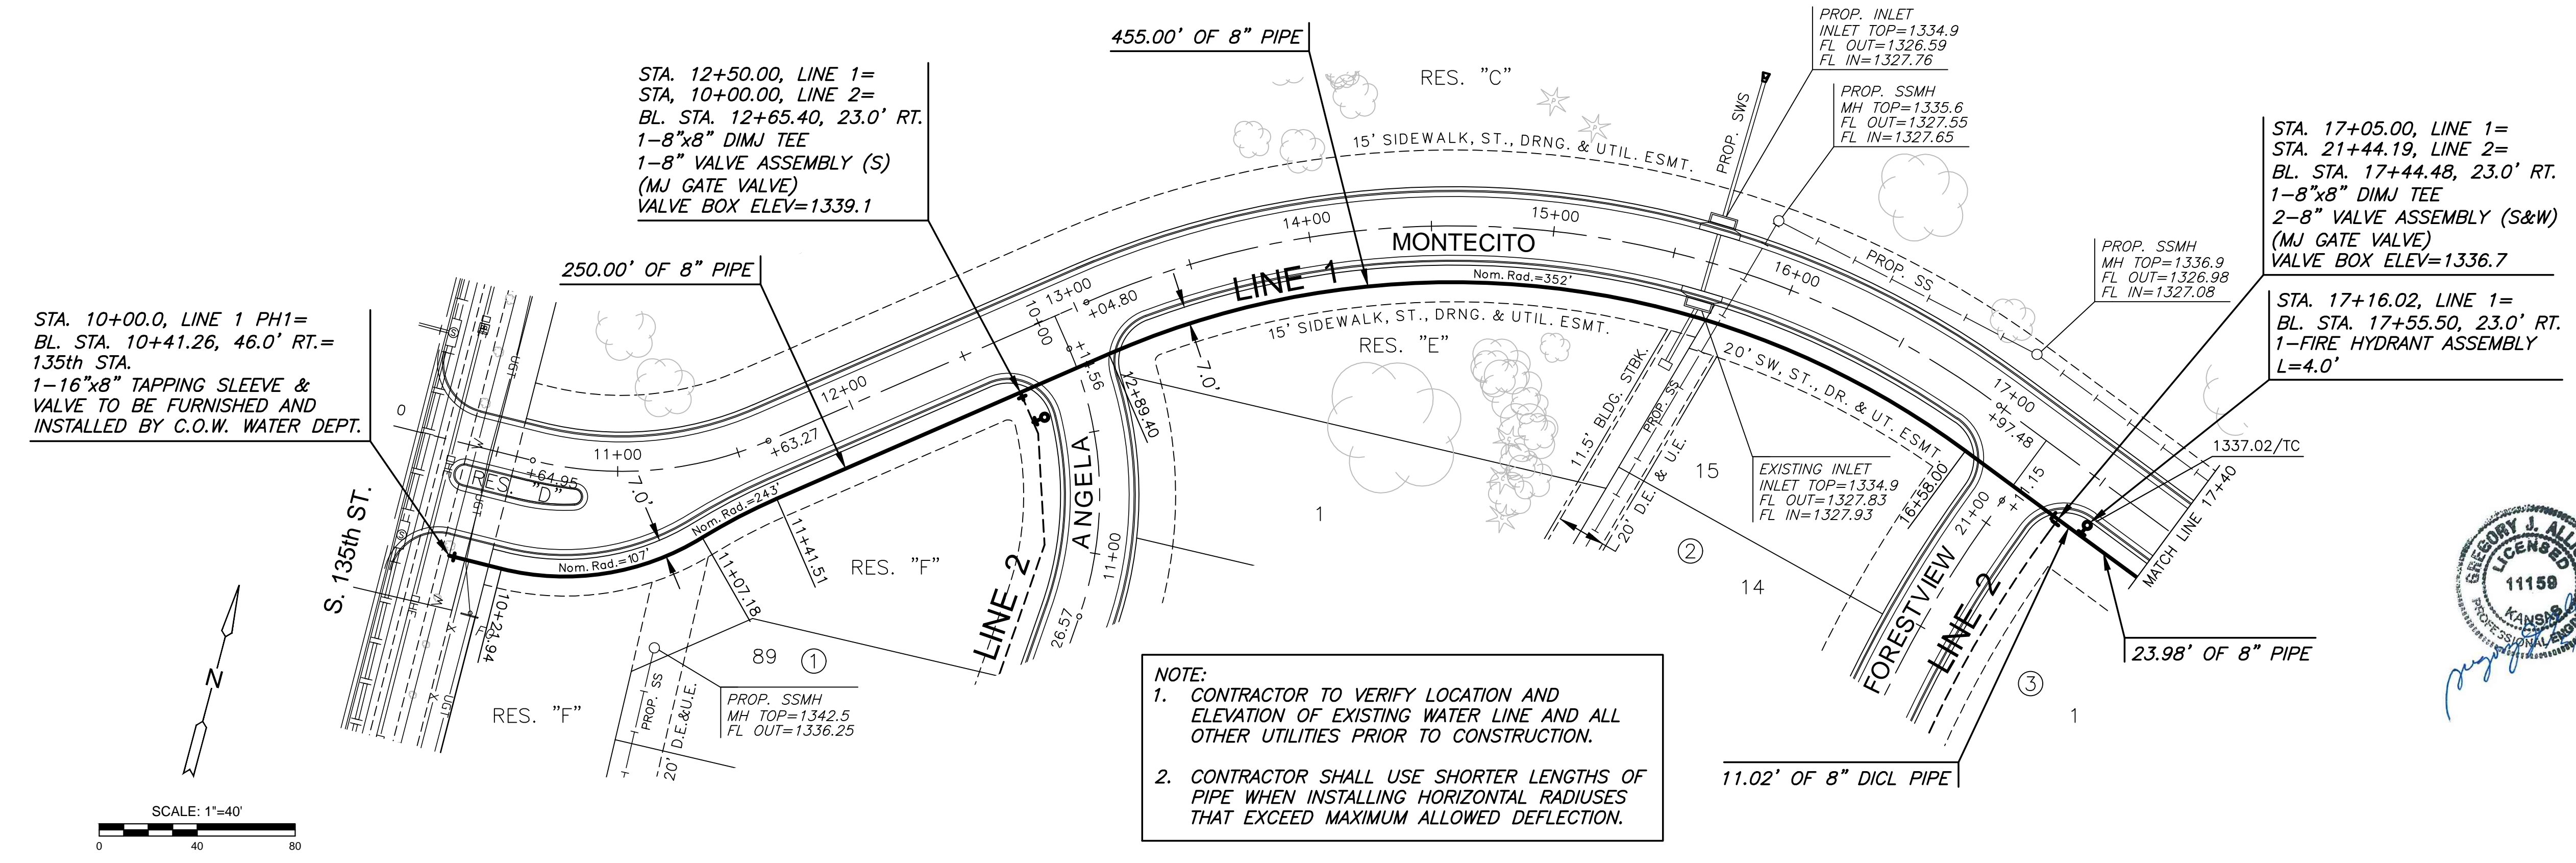 455.00' OF 8" PIPE
PROP. INLET
INLET TOP=1334.9
FL OUT=1326.59
FL IN=1327.76
STA. 12+50.00, LINE 1=
STA, 10+00.00, LINE 2=
BL. STA. 12+65.40, 23.0' RT.
1-8"x8" DIMJ TEE
1-8" VALVE ASSEMBLY (S)
(MJ GATE VALVE)
VALVE BOX ELEV=1339.1
RES. "C"
PROP. SWS
PROP. SSMH
MH TOP=1335.6
FL OUT=1327.55
FL IN=1327.65
15' SIDEWALK, ST., DRNG. & UTIL. ESMT.
STA. 17+05.00, LINE 1=
STA. 21+44.19, LINE 2=
BL. STA. 17+44.48, 23.0' RT.
1-8"x8" DIMJ TEE
2-8" VALVE ASSEMBLY (S&W)
(MJ GATE VALVE)
VALVE BOX ELEV=1336.7
14+00
15+00
MONTECITO
PROP. SS
PROP. SSMH
MH TOP=1336.9
FL OUT=1326.98
FL IN=1327.08
250.00' OF 8" PIPE
16+00
LINE 1
Nom. Rad.=352'
13+00
+04.80
10+00
STA. 17+16.02, LINE 1=
BL. STA. 17+55.50, 23.0' RT.
1-FIRE HYDRANT ASSEMBLY
L=4.0'
STA. 10+00.0, LINE 1 PH1=
BL. STA. 10+41.26, 46.0' RT.=
135th STA.
1-16"x8" TAPPING SLEEVE &
VALVE TO BE FURNISHED AND
INSTALLED BY C.O.W. WATER DEPT.
UGT
15' SIDEWALK, ST., DRNG. & UTIL. ESMT.
RES. "E"
20' SW, ST., DR. & UT. ESMT.
12+00
12+89.40
7.0'
11.5' BLDG. STBK.
17+00
+97.48
0
W
+63.27
11+00
1337.02/TC
+64.95
RES. "D"
7.0'
ANGELA
PROP. SS
20' D.E. & U.E.
15
EXISTING INLET
INLET TOP=1334.9
FL OUT=1327.83
FL IN=1327.93
16+58.00
21+00
+11.15
MATCH LINE 17+40
Nom. Rad.=243'
Nom. Rad.=107'
S. 135th ST.
UGT
W
X
11+41.51
11+07.18
RES. "F"
1
11+00
2
14
GREGORY J. ALL
LICENSED
11159
KANSAS
PROFESSIONAL ENGIN
10+21.94
LINE 2
26.57
FORESTVIEW
LINE 2
23.98' OF 8" PIPE
N
RES. "F"
89
1
PROP. SS
20' D.E.&U.E.
PROP. SSMH
MH TOP=1342.5
FL OUT=1336.25
3
1
NOTE:
1. CONTRACTOR TO VERIFY LOCATION AND
ELEVATION OF EXISTING WATER LINE AND ALL
OTHER UTILITIES PRIOR TO CONSTRUCTION.
2. CONTRACTOR SHALL USE SHORTER LENGTHS OF
PIPE WHEN INSTALLING HORIZONTAL RADIUSES
THAT EXCEED MAXIMUM ALLOWED DEFLECTION.
11.02' OF 8" DICL PIPE
SCALE: 1"=40'
0 40 80